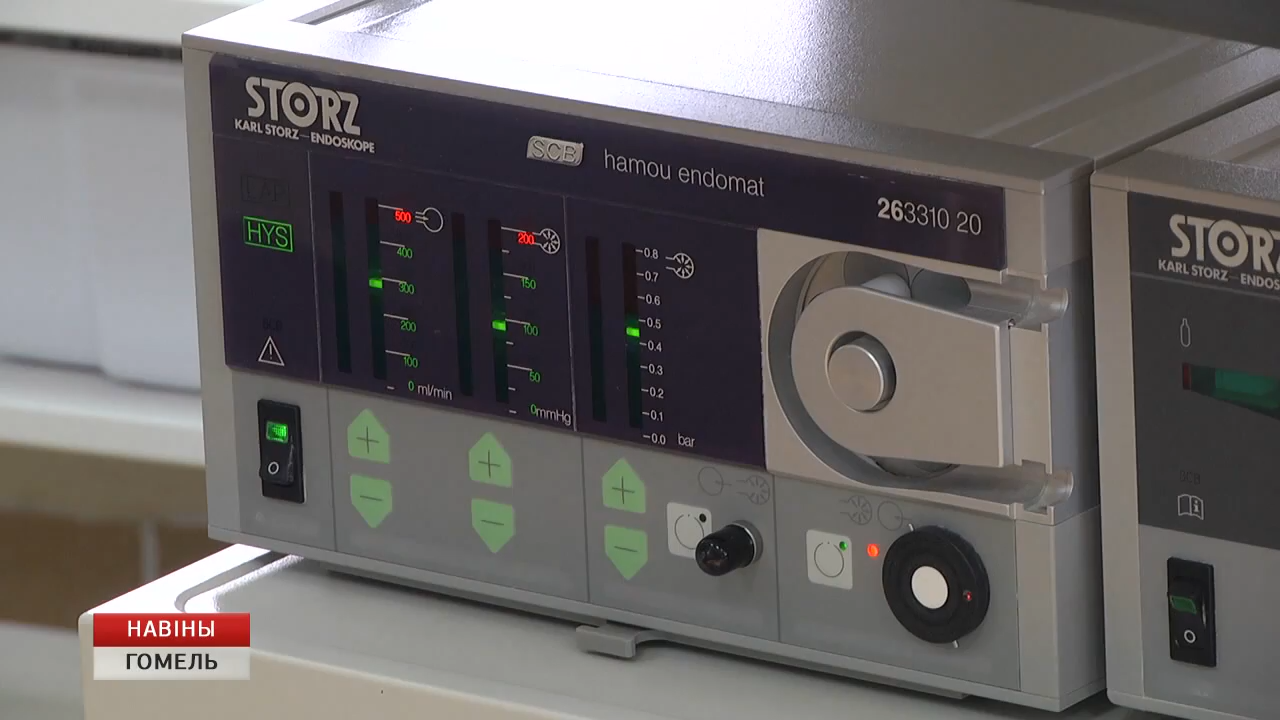 STORZ
KARL STORZ—ENDOSKOPE
SCB
hamou endomat
263310 20
LAP
HYS
SCB
500
400
300
200
100
0 ml/min
200
150
100
50
0mmHg
0.8
0.7
0.6
0.5
0.4
0.3
0.2
0.1
0.0
bar
STORZ
KARL STORZ—ENDOS
SCB
НАВІНЫ
ГОМЕЛЬ